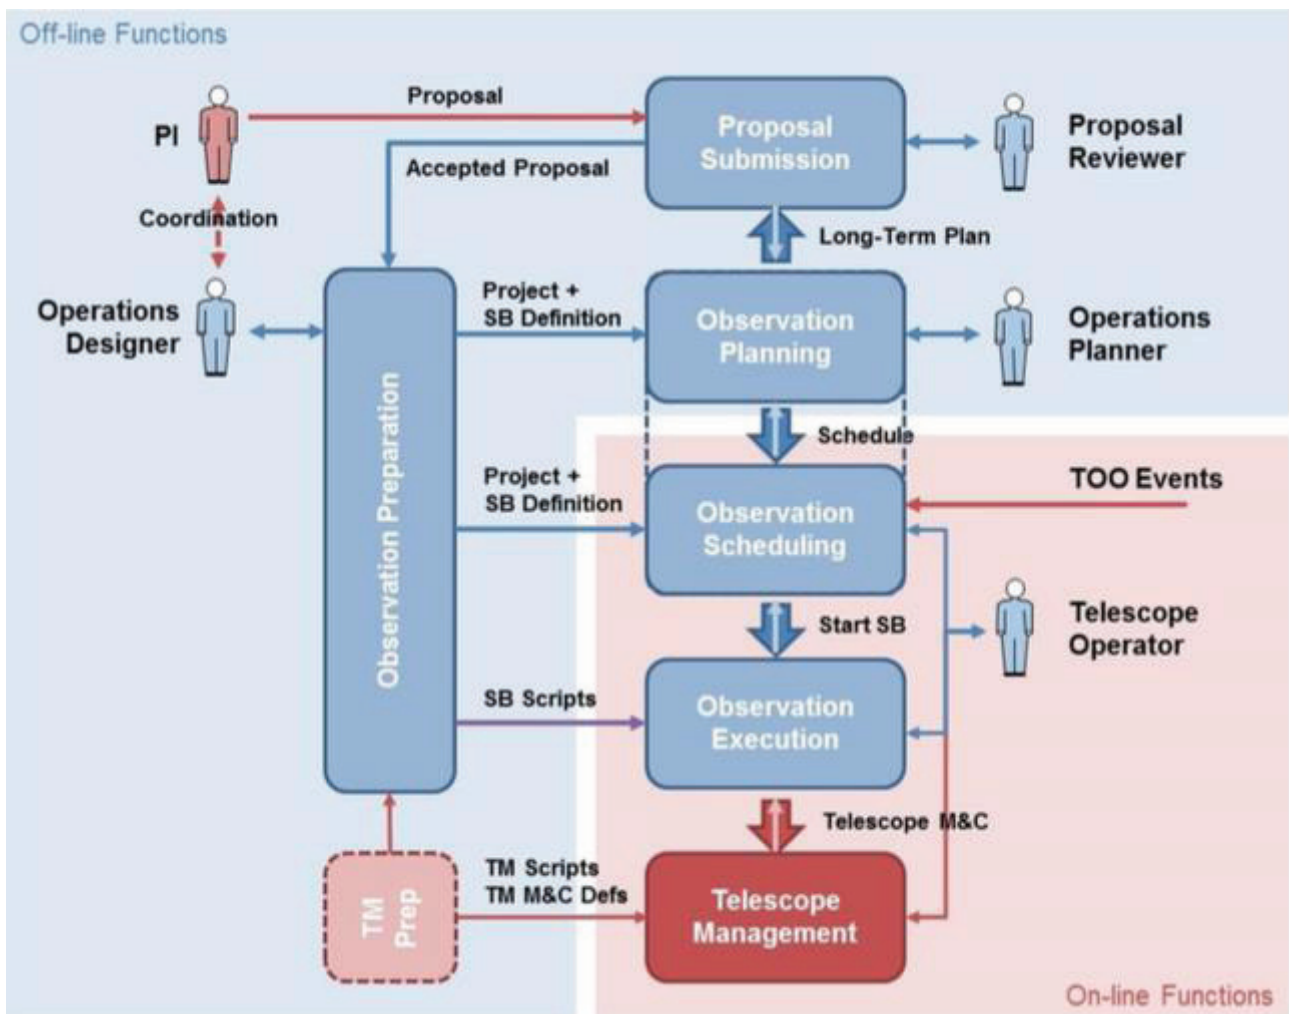 Off-line Functions
PI
Proposal
Proposal
Submission
Proposal
Reviewer
Accepted Proposal
Coordination
Long-Term Plan
Operations
Designer
Project +
SB Definition
Observation
Planning
Operations
Planner
Observation Preparation
Schedule
Project +
SB Definition
Observation
Scheduling
TOO Events
Start SB
Telescope
Operator
SB Scripts
Observation
Execution
Telescope M&C
TM
Prep
TM Scripts
TM M&C Defs
Telescope
Management
On-line Functions